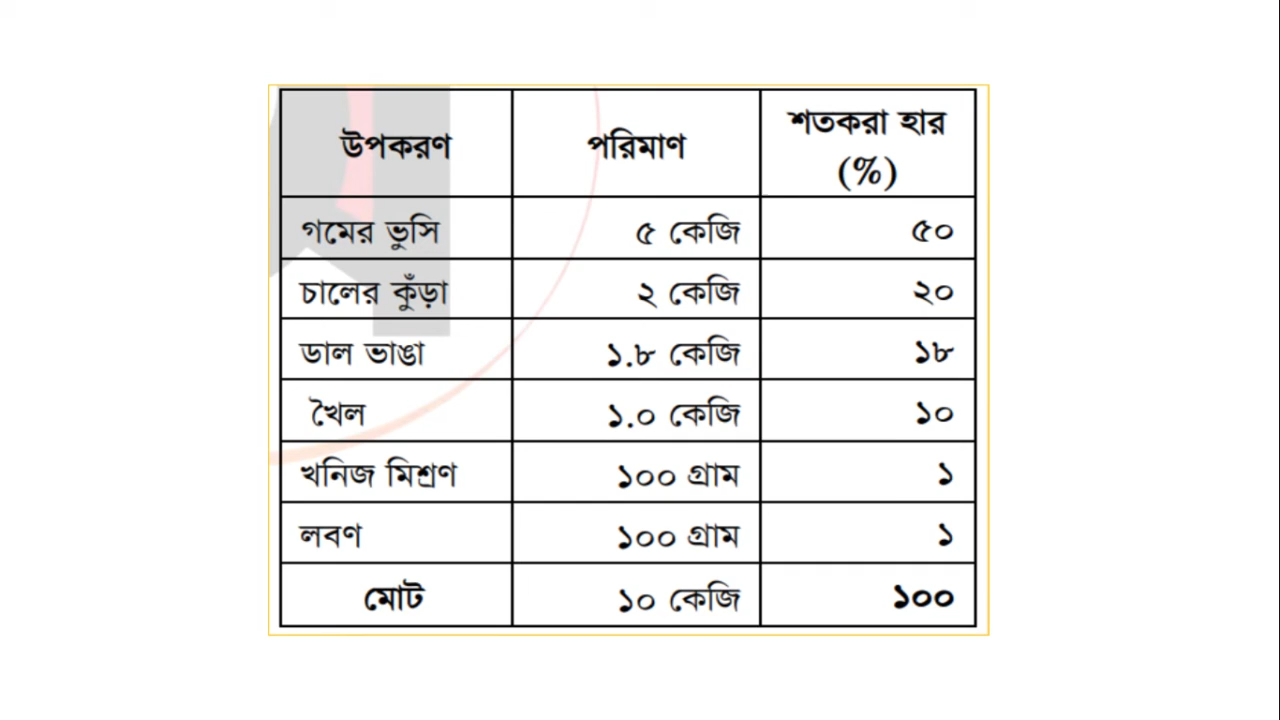 উপকরণ পরিমাণ শতকরা হার (%)
গমের ভুসি ৫ কেজি ৫০
চালের কুঁড়া ২ কেজি ২০
ডাল ভাঙা ১.৮ কেজি ১৮
খৈল ১.০ কেজি ১০
খনিজ মিশ্রণ ১০০ গ্রাম ১
লবণ ১০০ গ্রাম ১
মোট ১০ কেজি ১০০